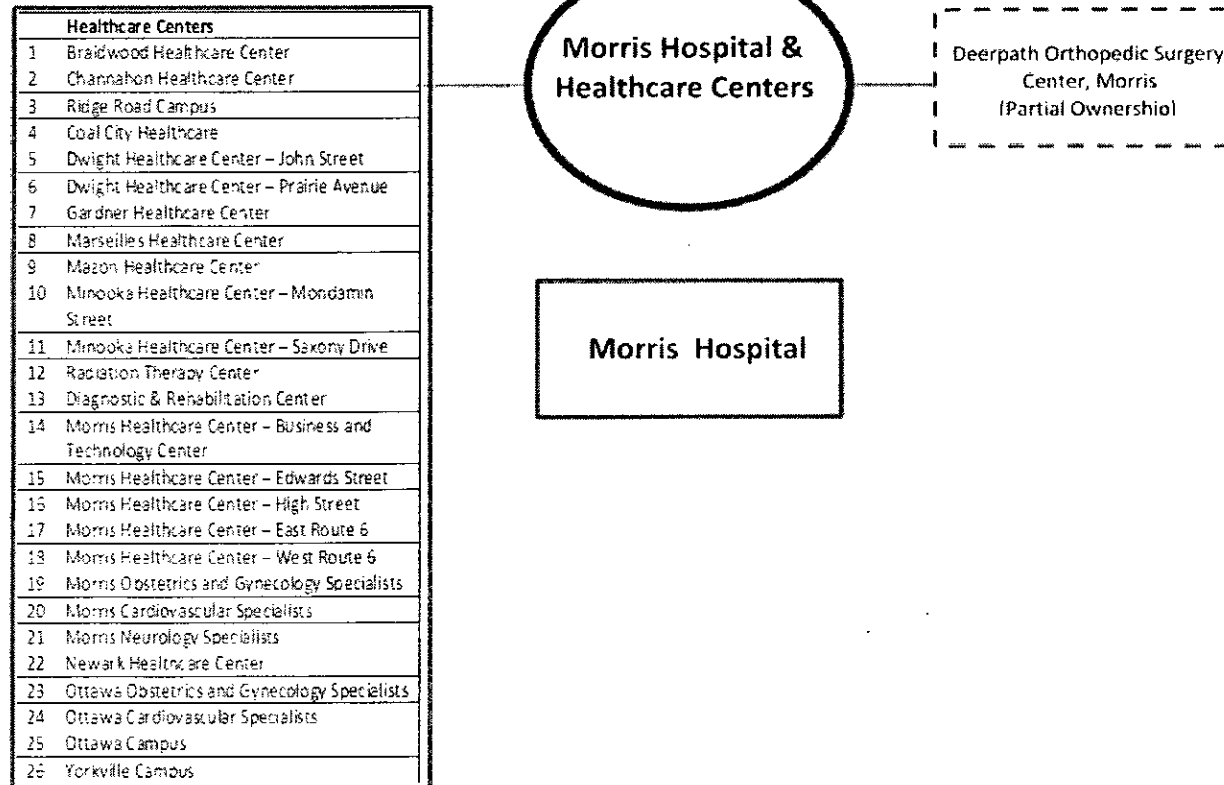 Healthcare Centers
1 Braidwood Healthcare Center
2 Channahon Healthcare Center
3 Ridge Road Campus
4 Coal City Healthcare
5 Dwight Healthcare Center – John Street
6 Dwight Healthcare Center – Prairie Avenue
7 Gardner Healthcare Center
8 Marseilles Healthcare Center
9 Mazon Healthcare Center
10 Minooka Healthcare Center – Mondamin
Street
11 Minooka Healthcare Center – Saxony Drive
12 Radiation Therapy Center
13 Diagnostic & Rehabilitation Center
14 Morris Healthcare Center – Business and
Technology Center
15 Morris Healthcare Center – Edwards Street
16 Morris Healthcare Center – High Street
17 Morris Healthcare Center – East Route 6
18 Morris Healthcare Center – West Route 6
19 Morris Obstetrics and Gynecology Specialists
20 Morris Cardiovascular Specialists
21 Morris Neurology Specialists
22 Newark Healthcare Center
23 Ottawa Obstetrics and Gynecology Specialists
24 Ottawa Cardiovascular Specialists
25 Ottawa Campus
26 Yorkville Campus
Morris Hospital &
Healthcare Centers
Morris Hospital
Deerpath Orthopedic Surgery
Center, Morris
(Partial Ownership)